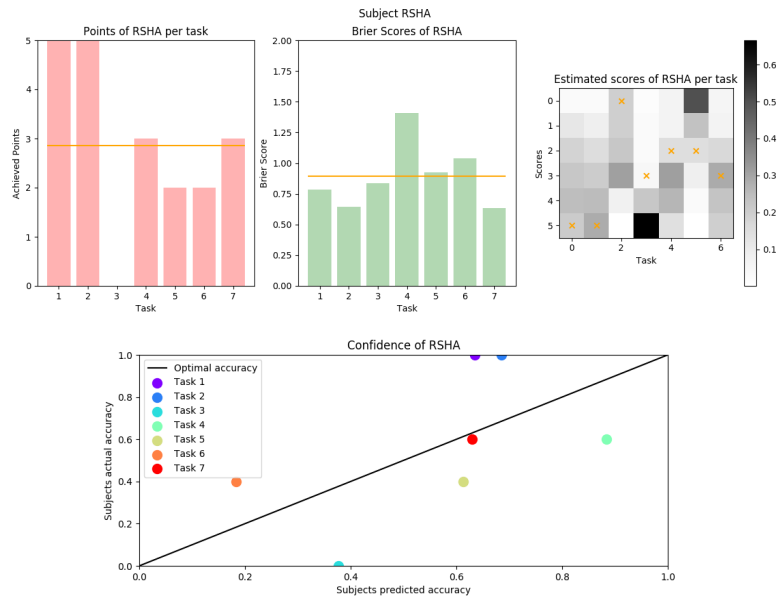 Subject RSHA
Points of RSHA per task
Achieved Points
5
4
3
2
1
0
1 2 3 4 5 6 7
Task
Brier Scores of RSHA
Brier Score
2.00
1.75
1.50
1.25
1.00
0.75
0.50
0.25
0.00
1 2 3 4 5 6 7
Task
Estimated scores of RSHA per task
Scores
0
1
2
3
4
5
0 2 4 6
Task
0.6
0.5
0.4
0.3
0.2
0.1
Confidence of RSHA
Subjects actual accuracy
1.0
0.8
0.6
0.4
0.2
0.0
Optimal accuracy
Task 1
Task 2
Task 3
Task 4
Task 5
Task 6
Task 7
0.0 0.2 0.4 0.6 0.8 1.0
Subjects predicted accuracy